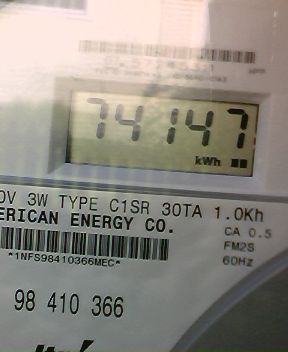 74147
kWh
0V 3W TYPE C1SR 30TA 1.0Kh
ERICAN ENERGY CO.
CA 0.5
FM2S
60Hz
*1NFS98410366MEC*
98 410 366